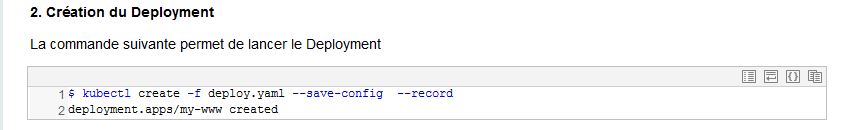 2. Création du Deployment
La commande suivante permet de lancer le Deployment
1 $ kubectl create -f deploy.yaml --save-config  --record
2 deployment.apps/my-www created